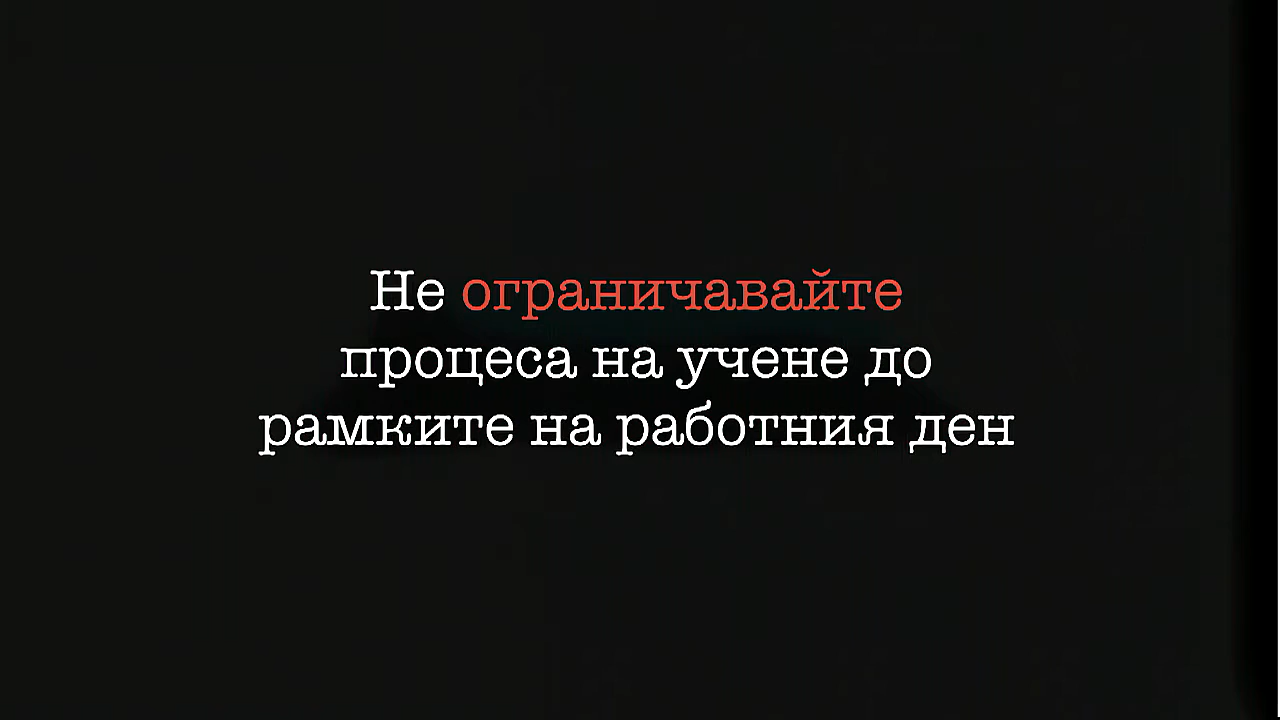 Не ограничавайте
процеса на учене до
рамките на работния ден